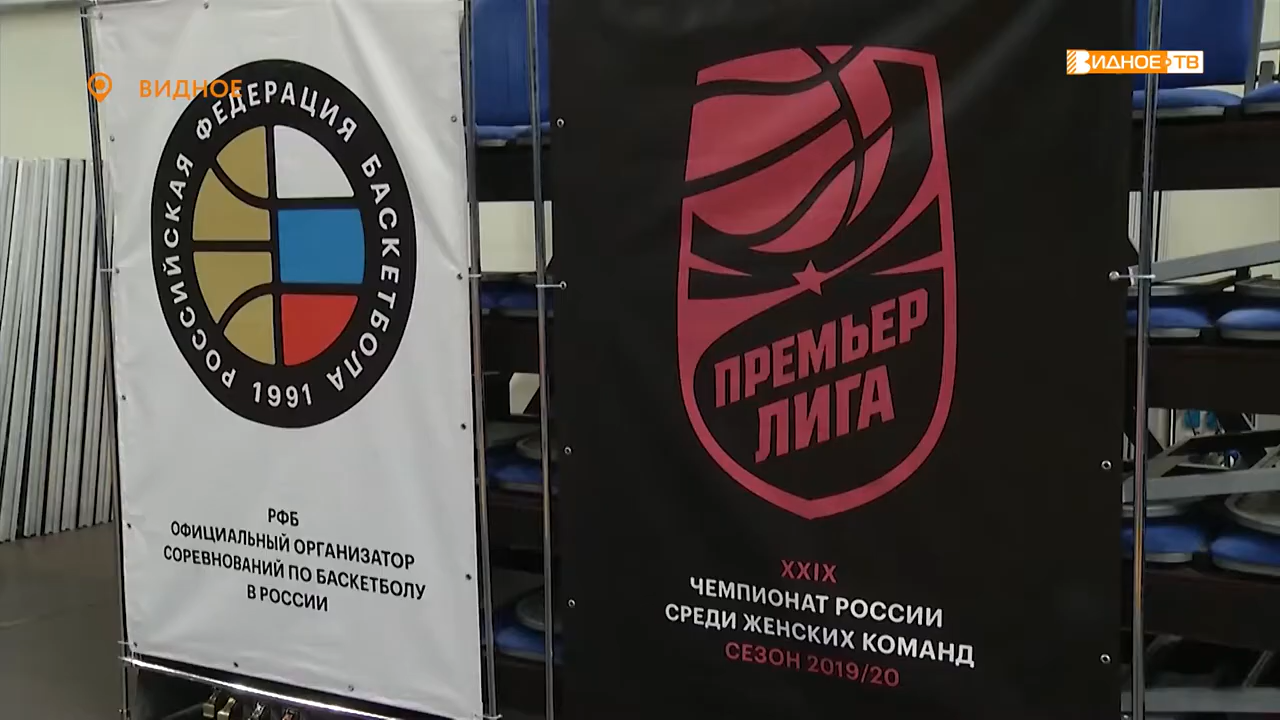 ВИДНОЕ
ВИДНОЕ ТВ
РОССИЙСКАЯ ФЕДЕРАЦИЯ БАСКЕТБОЛА
1991
РФБ
ОФИЦИАЛЬНЫЙ ОРГАНИЗАТОР
СОРЕВНОВАНИЙ ПО БАСКЕТБОЛУ
В РОССИИ
ПРЕМЬЕР
ЛИГА
XXIX
ЧЕМПИОНАТ РОССИИ
СРЕДИ ЖЕНСКИХ КОМАНД
СЕЗОН 2019/20